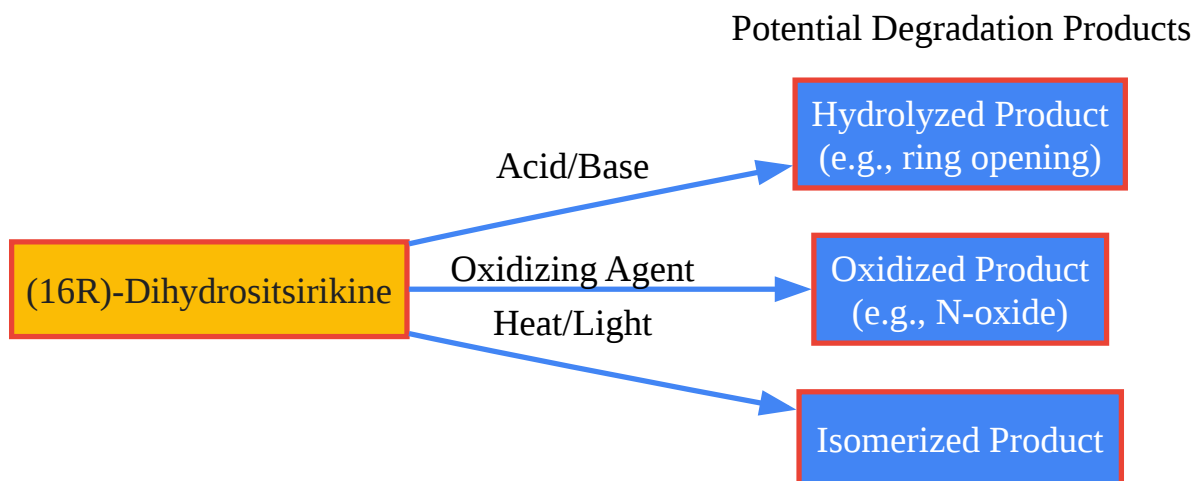 Potential Degradation Products
Hydrolyzed Product
(e.g., ring opening)
Acid/Base
(16R)-Dihydrositsirikine
Oxidizing Agent
Oxidized Product
(e.g., N-oxide)
Heat/Light
Isomerized Product